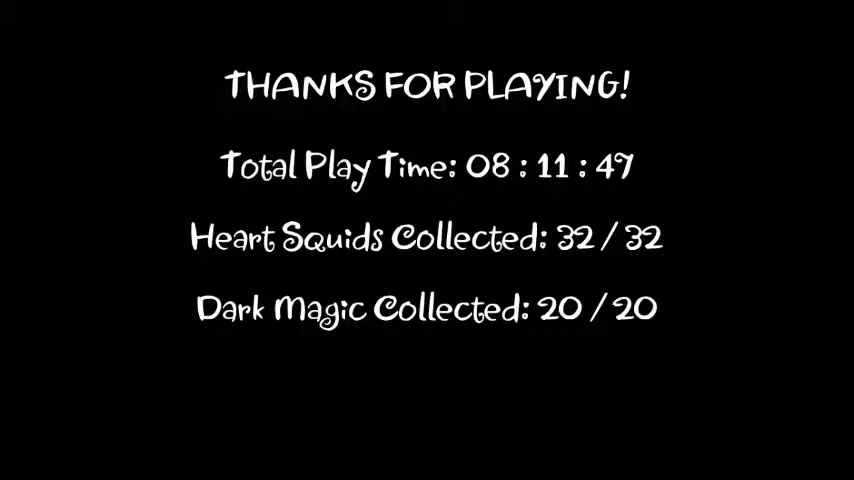 THANKS FOR PLAYING!
Total Play Time: 08 : 11 : 47
Heart Squids Collected: 32 / 32
Dark Magic Collected: 20 / 20